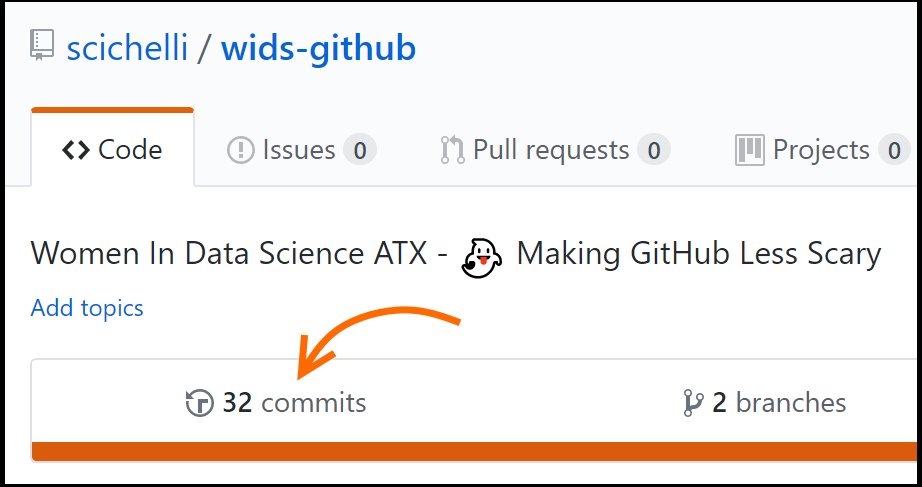 scichelli / wids-github
Code Issues 0 Pull requests 0 Projects 0
Women In Data Science ATX - 👻 Making GitHub Less Scary
Add topics
32 commits 2 branches